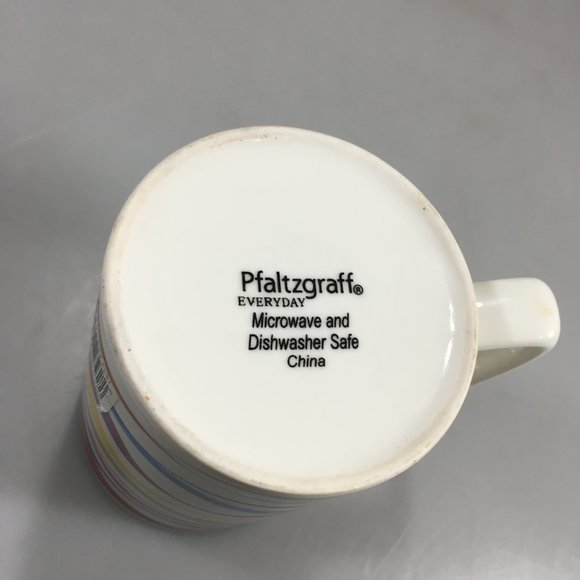 Pfaltzgraff®
EVERYDAY
Microwave and
Dishwasher Safe
China